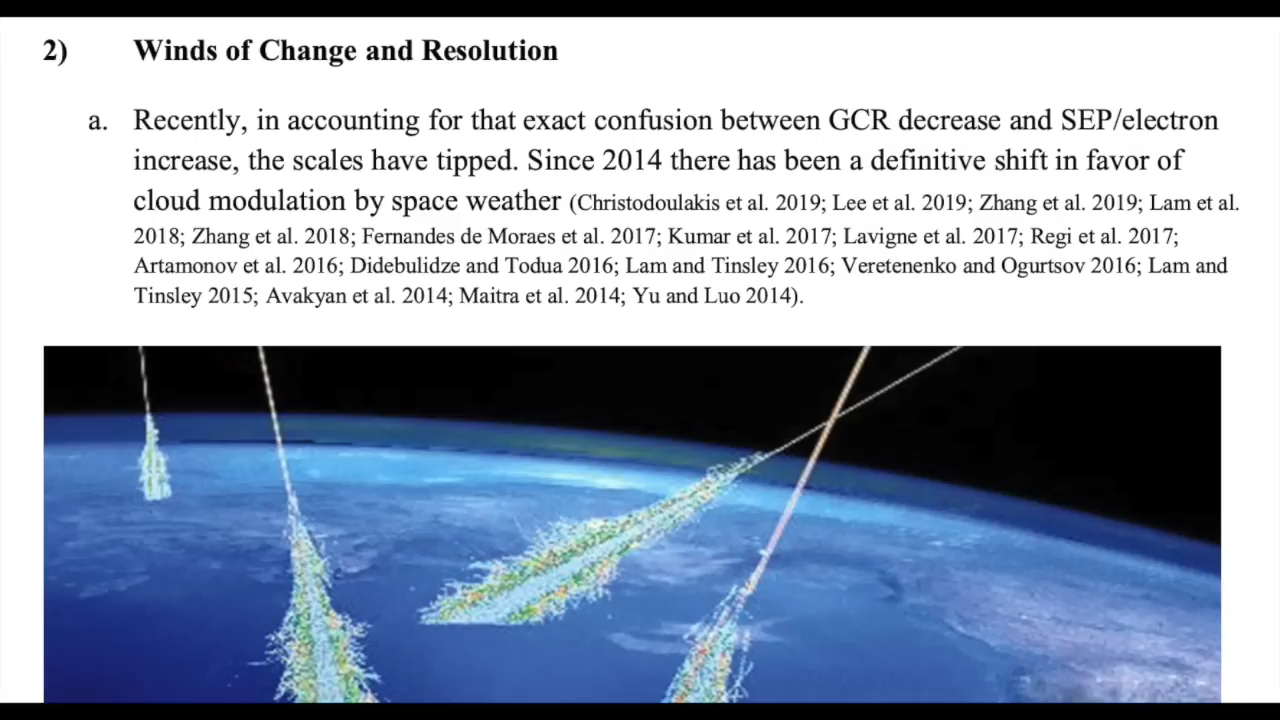 2) Winds of Change and Resolution
a. Recently, in accounting for that exact confusion between GCR decrease and SEP/electron
increase, the scales have tipped. Since 2014 there has been a definitive shift in favor of
cloud modulation by space weather (Christodoulakis et al. 2019; Lee et al. 2019; Zhang et al. 2019; Lam et al.
2018; Zhang et al. 2018; Fernandes de Moraes et al. 2017; Kumar et al. 2017; Lavigne et al. 2017; Regi et al. 2017;
Artamonov et al. 2016; Didebulidze and Todua 2016; Lam and Tinsley 2016; Veretenenko and Ogurtsov 2016; Lam and
Tinsley 2015; Avakyan et al. 2014; Maitra et al. 2014; Yu and Luo 2014).